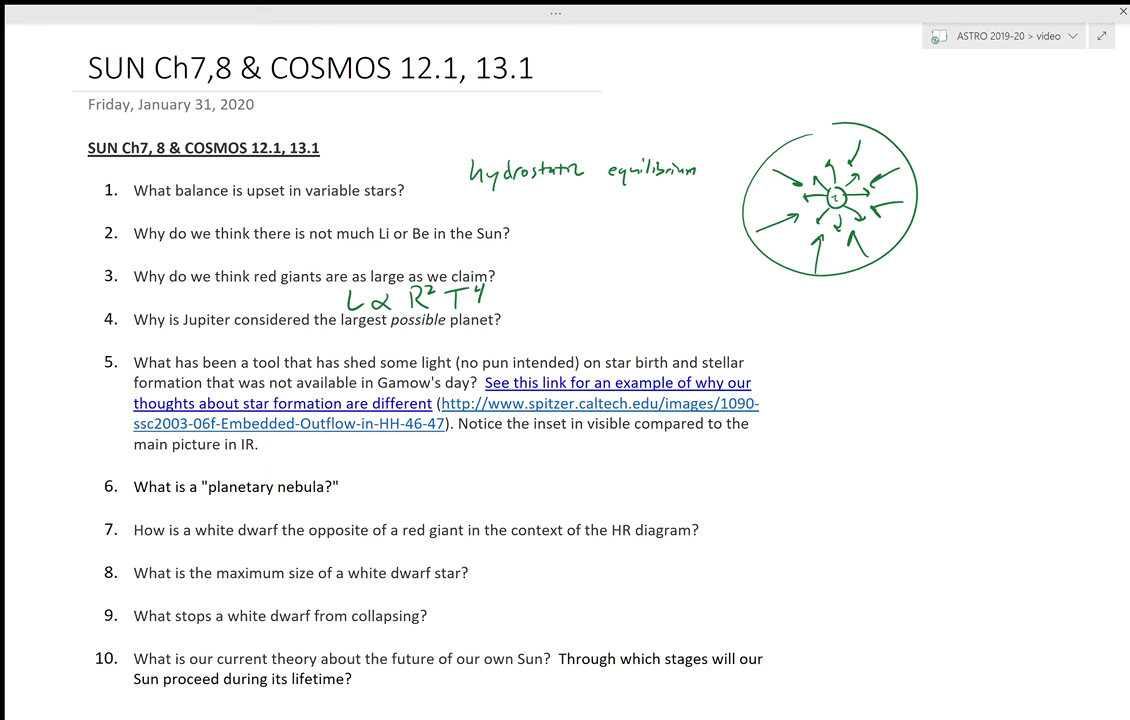 ...
ASTRO 2019-20 > video
SUN Ch7,8 & COSMOS 12.1, 13.1
Friday, January 31, 2020
SUN Ch7, 8 & COSMOS 12.1, 13.1
hydrostatic equilibrium
1. What balance is upset in variable stars?
2. Why do we think there is not much Li or Be in the Sun?
3. Why do we think red giants are as large as we claim?
L ∝ R² T⁴
4. Why is Jupiter considered the largest possible planet?
5. What has been a tool that has shed some light (no pun intended) on star birth and stellar
formation that was not available in Gamow's day? See this link for an example of why our
thoughts about star formation are different (http://www.spitzer.caltech.edu/images/1090-
ssc2003-06f-Embedded-Outflow-in-HH-46-47). Notice the inset in visible compared to the
main picture in IR.
6. What is a "planetary nebula?"
7. How is a white dwarf the opposite of a red giant in the context of the HR diagram?
8. What is the maximum size of a white dwarf star?
9. What stops a white dwarf from collapsing?
10. What is our current theory about the future of our own Sun? Through which stages will our
Sun proceed during its lifetime?